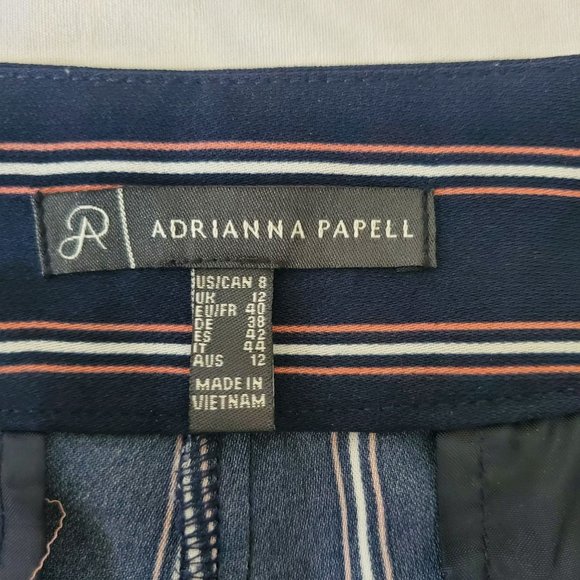 AP
ADRIANNA PAPELL
US/CAN 8
UK 12
EU/FR 40
DE 38
ES 42
IT 44
AUS 12
MADE IN
VIETNAM